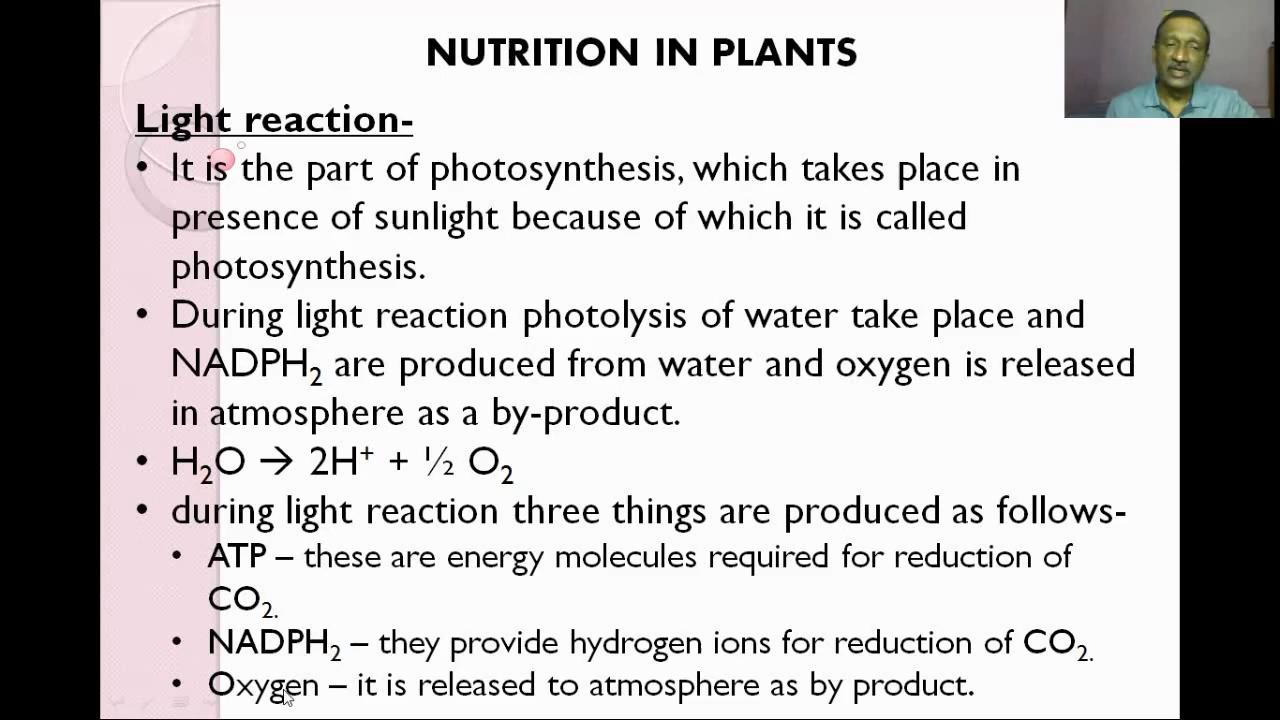 NUTRITION IN PLANTS
Light reaction-
• It is the part of photosynthesis, which takes place in
presence of sunlight because of which it is called
photosynthesis.
• During light reaction photolysis of water take place and
NADPH₂ are produced from water and oxygen is released
in atmosphere as a by-product.
• H₂O → 2H⁺ + ½ O₂
• during light reaction three things are produced as follows-
• ATP – these are energy molecules required for reduction of
CO₂.
• NADPH₂ – they provide hydrogen ions for reduction of CO₂.
• Oxygen – it is released to atmosphere as by product.